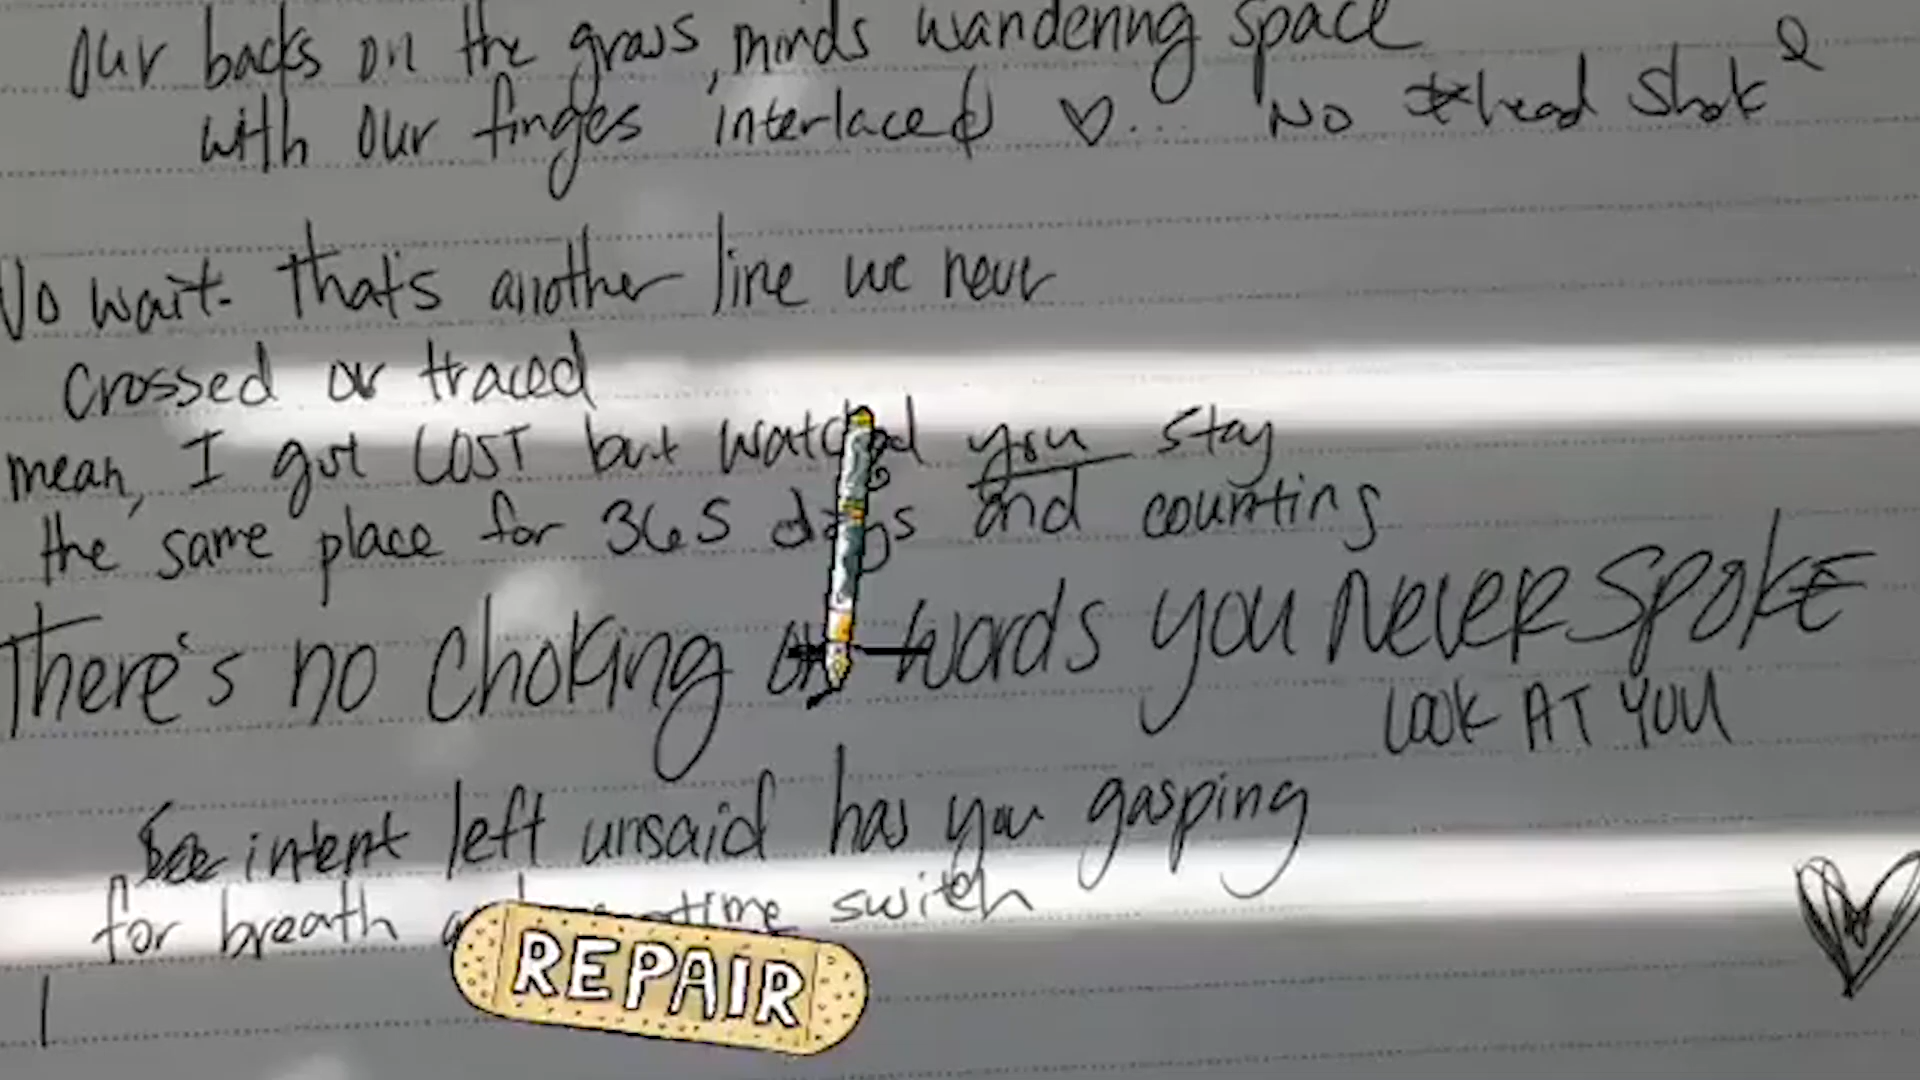 our backs on the grass, minds wandering space
with our finges interlaced ♡... No head shot
No wait- that's another line we never
crossed or traced
mean, I got LOST but watched you stay
the same place for 365 days and counting
There's no choking on words you NEVER SPOKE
LOOK AT YOU
intent left unsaid has you gasping
for breath time switch
REPAIR